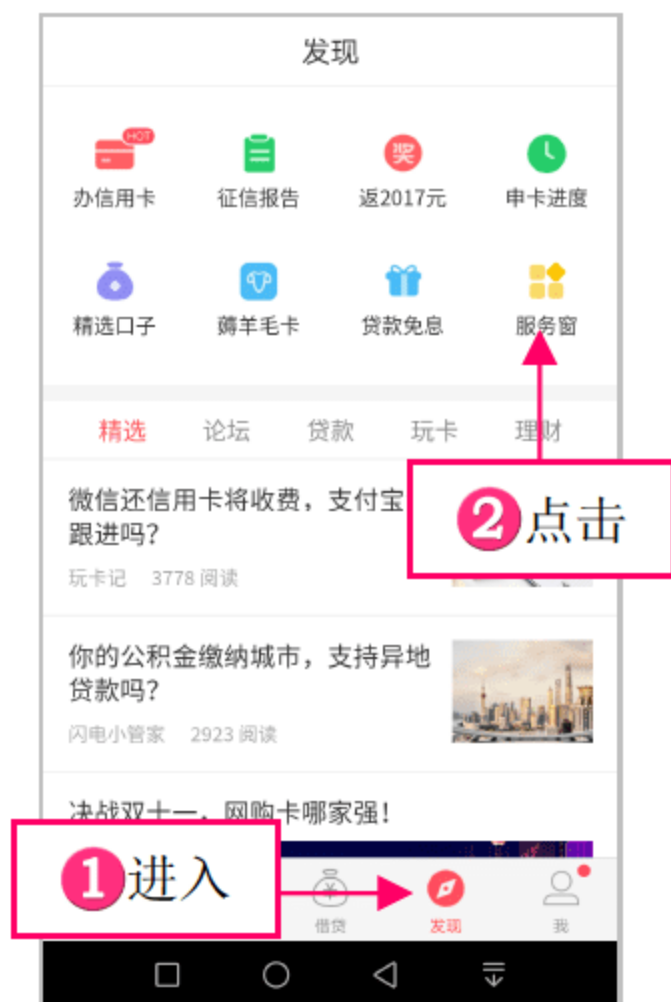 发现
HOT
办信用卡 征信报告 返2017元 申卡进度
奖
精选口子 薅羊毛卡 贷款免息 服务窗
精选 论坛 贷款 玩卡 理财
微信还信用卡将收费，支付宝
跟进吗？
玩卡记 3778 阅读
2 点击
你的公积金缴纳城市，支持异地
贷款吗？
闪电小管家 2923 阅读
决战双十一，网购卡哪家强！
1 进入
借贷 发现 我